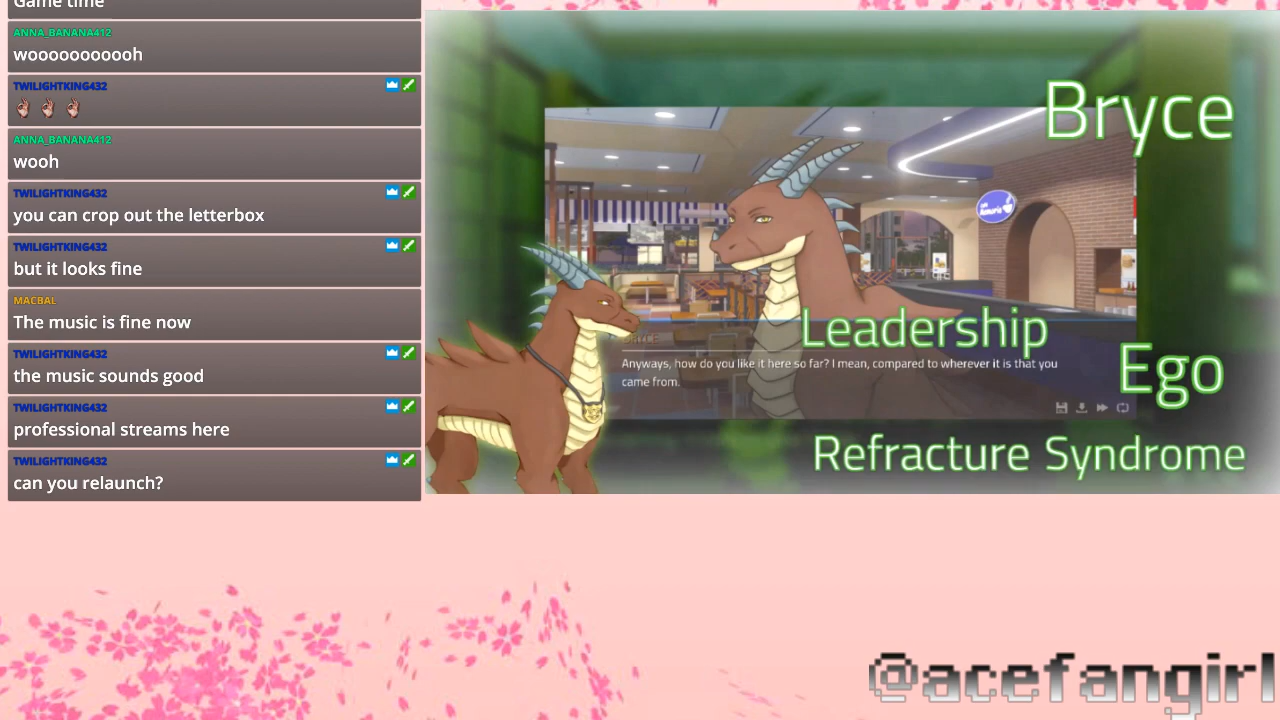 Game time
ANNA_BANANA412
woooooooooooh
TWILIGHTKING432
ANNA_BANANA412
wooh
TWILIGHTKING432
you can crop out the letterbox
TWILIGHTKING432
but it looks fine
MACBAL
The music is fine now
TWILIGHTKING432
the music sounds good
TWILIGHTKING432
professional streams here
TWILIGHTKING432
can you relaunch?
Bryce
Leadership
Ego
Refracture Syndrome
BRYCE
Anyways, how do you like it here so far? I mean, compared to wherever it is that you
came from.
@acefangirl